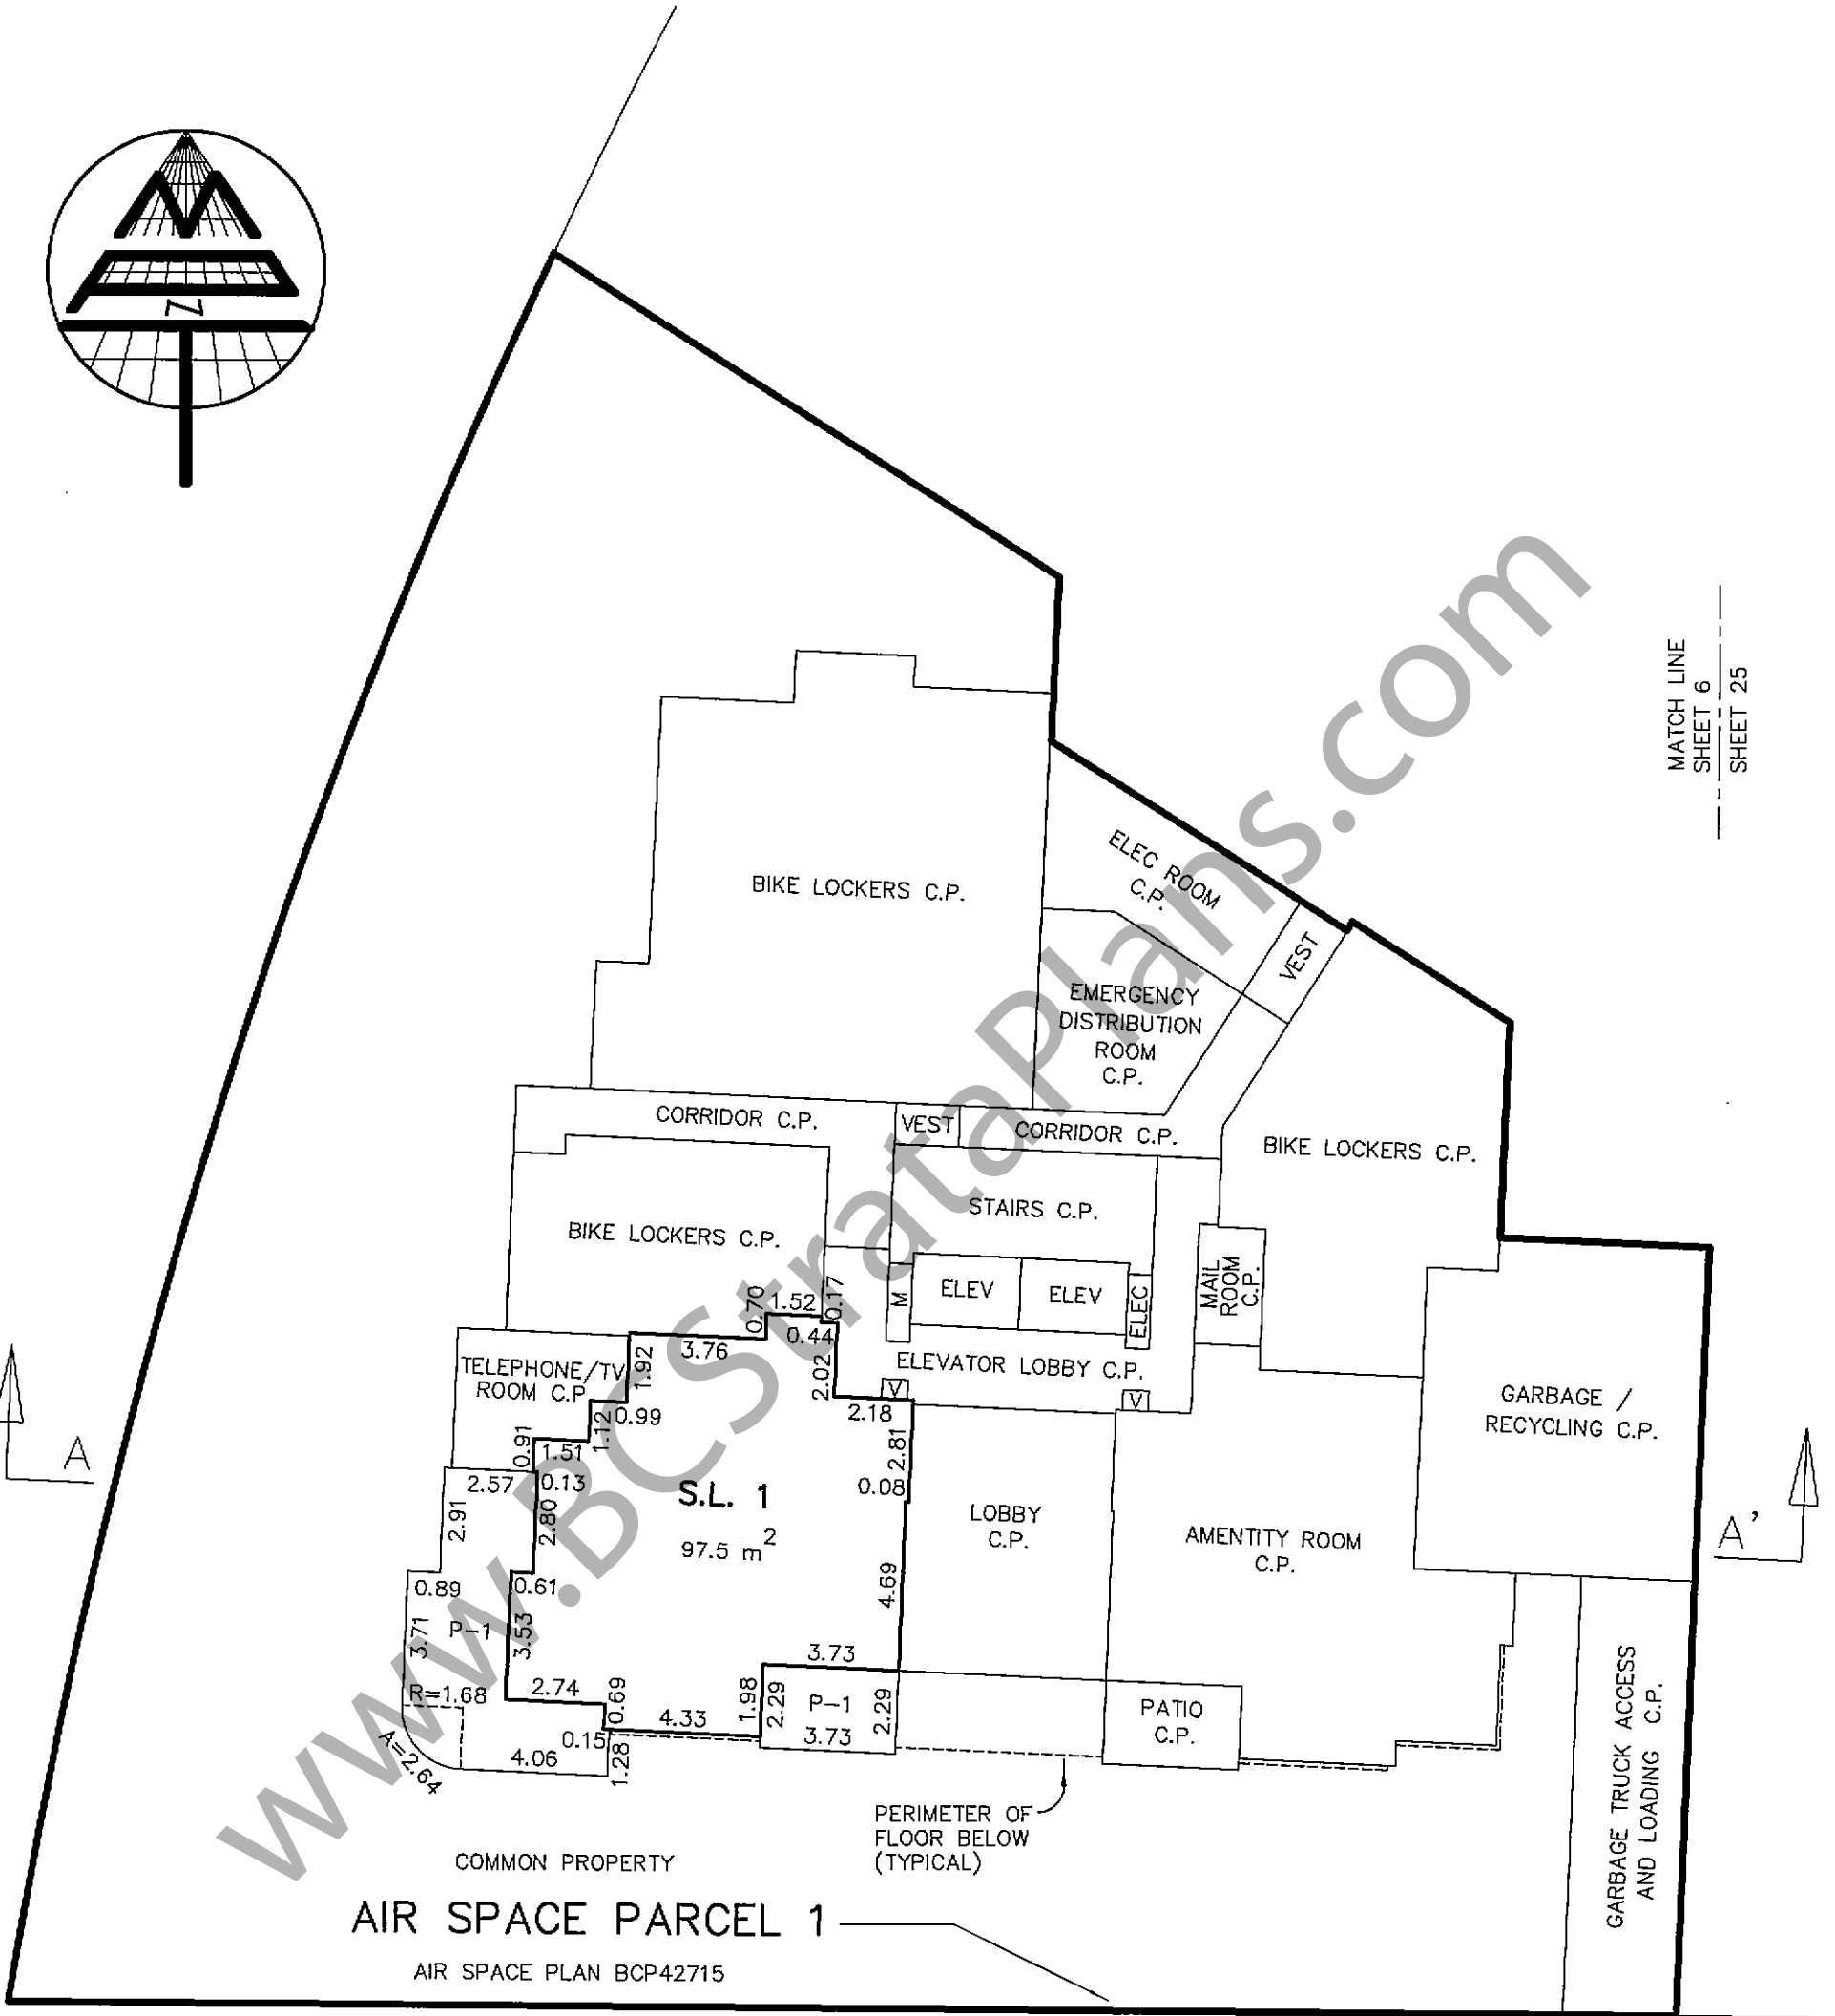 N
MATCH LINE
SHEET 6
SHEET 25
BIKE LOCKERS C.P.
ELEC ROOM
C.P.
VEST
EMERGENCY
DISTRIBUTION
ROOM
C.P.
CORRIDOR C.P.
VEST
CORRIDOR C.P.
BIKE LOCKERS C.P.
STAIRS C.P.
BIKE LOCKERS C.P.
MAIL
ROOM
C.P.
M
ELEV
ELEV
ELEC
0.70
1.52
0.17
0.44
3.76
1.92
2.02
TELEPHONE/TV
ROOM C.P.
ELEVATOR LOBBY C.P.
V
V
2.18
0.99
1.12
0.91
1.51
2.81
GARBAGE /
RECYCLING C.P.
A
2.57
0.13
0.08
S.L. 1
97.5 m²
2.91
2.80
LOBBY
C.P.
AMENTITY ROOM
C.P.
A'
0.89
0.61
4.69
3.71
P-1
3.53
3.73
R=1.68
2.74
0.69
4.33
1.98
2.29
P-1
3.73
2.29
PATIO
C.P.
A=2.64
4.06
0.15
1.28
PERIMETER OF
FLOOR BELOW
(TYPICAL)
GARBAGE TRUCK ACCESS
AND LOADING C.P.
COMMON PROPERTY
AIR SPACE PARCEL 1
AIR SPACE PLAN BCP42715
www.BCStrataPlans.com